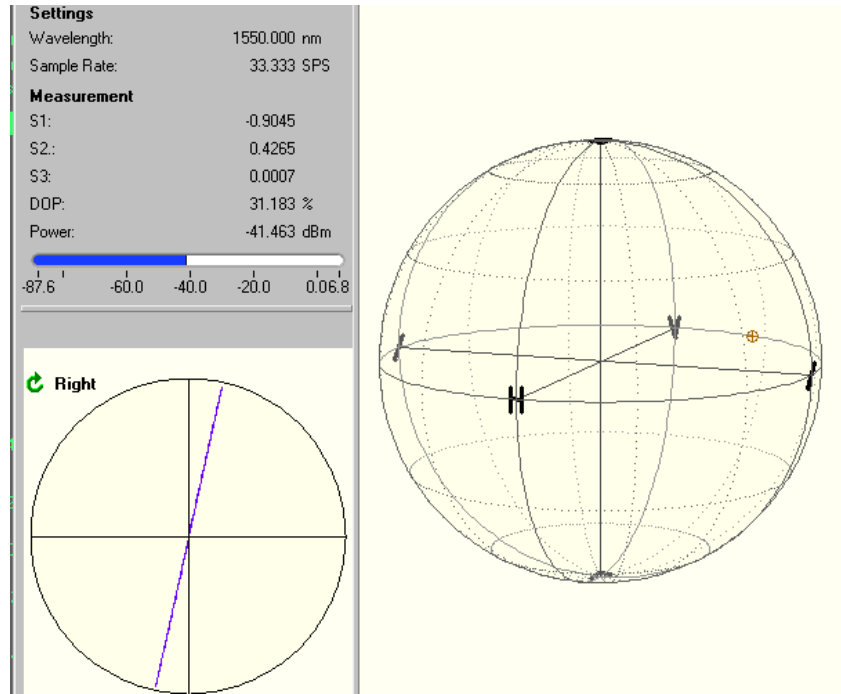 Settings
Wavelength: 1550.000 nm
Sample Rate: 33.333 SPS
Measurement
S1: -0.9045
S2.: 0.4265
S3: 0.0007
DOP: 31.183 %
Power: -41.463 dBm
-87.6 -60.0 -40.0 -20.0 0.06.8
Right
V
H